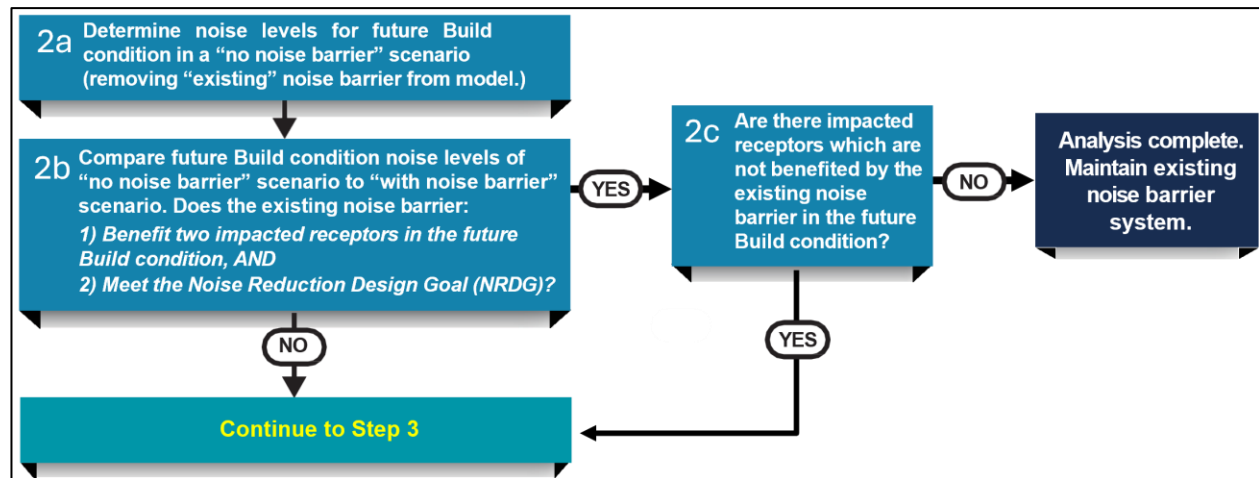 2a Determine noise levels for future Build
condition in a “no noise barrier” scenario
(removing “existing” noise barrier from model.)
2b Compare future Build condition noise levels of
“no noise barrier” scenario to “with noise barrier”
scenario. Does the existing noise barrier:
1) Benefit two impacted receptors in the future
Build condition, AND
2) Meet the Noise Reduction Design Goal (NRDG)?
YES
2c Are there impacted
receptors which are
not benefited by the
existing noise
barrier in the future
Build condition?
NO
Analysis complete.
Maintain existing
noise barrier
system.
NO
YES
Continue to Step 3